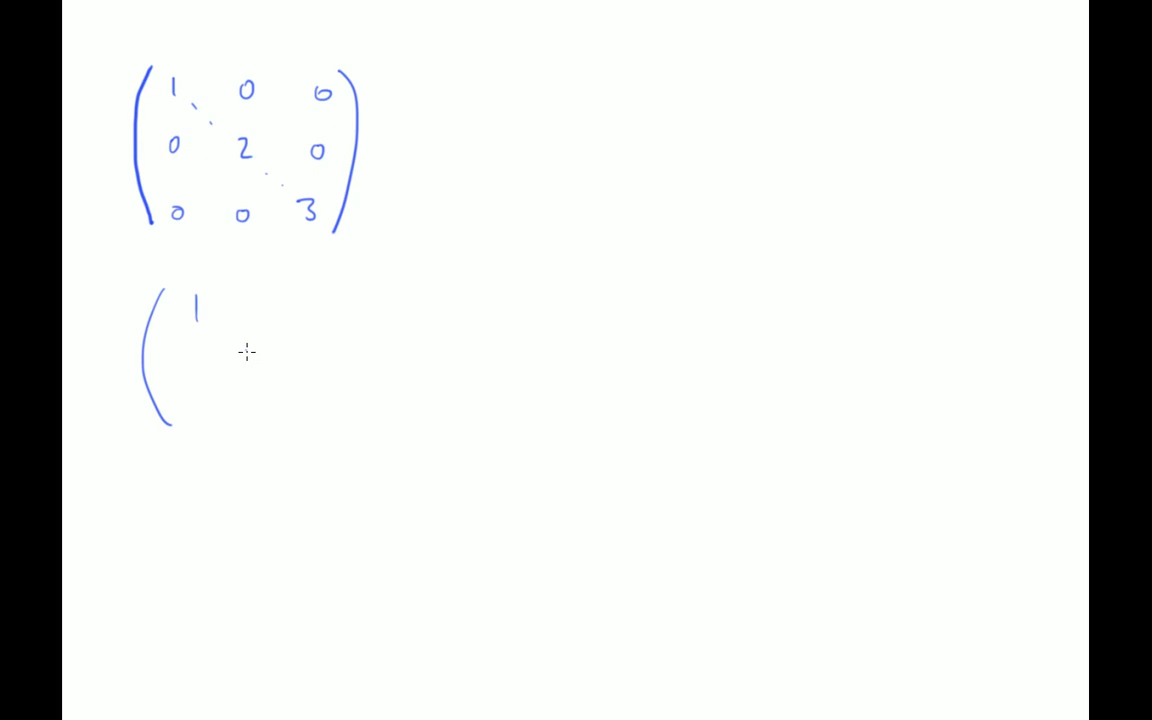 ( 1 0 0 )
( 0 2 0 )
( 0 0 3 )
( 1